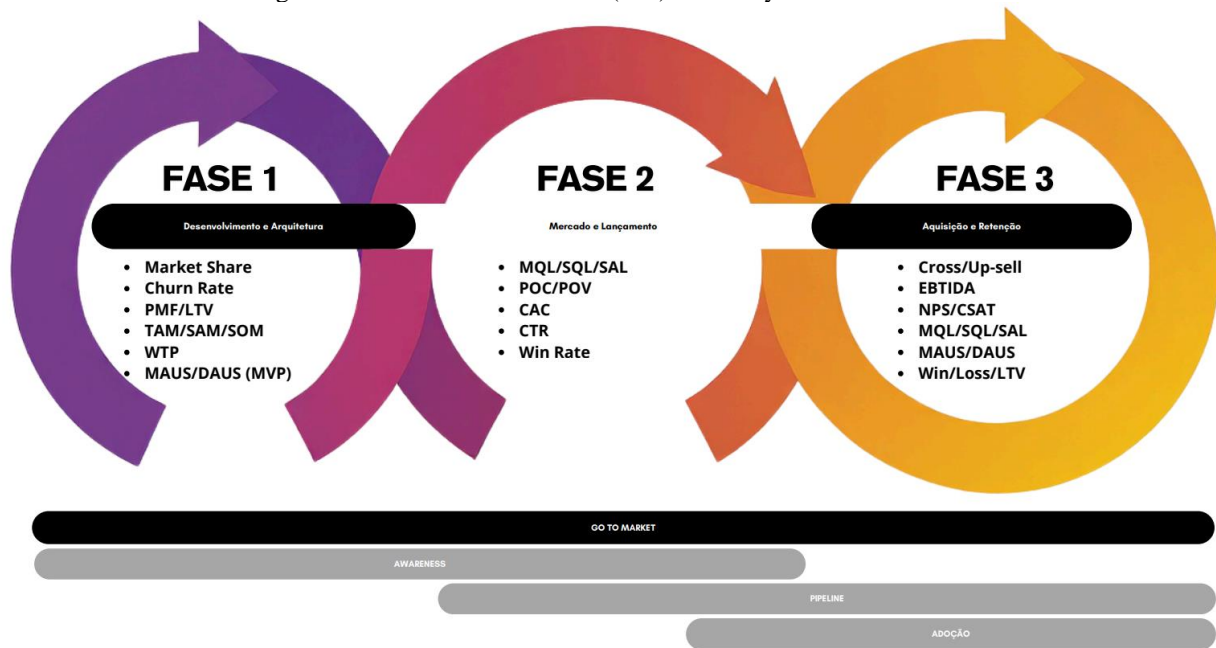 FASE 1
Desenvolvimento e Arquitetura
• Market Share
• Churn Rate
• PMF/LTV
• TAM/SAM/SOM
• WTP
• MAUS/DAUS (MVP)
FASE 2
Mercado e Lançamento
• MQL/SQL/SAL
• POC/POV
• CAC
• CTR
• Win Rate
FASE 3
Aquisição e Retenção
• Cross/Up-sell
• EBTIDA
• NPS/CSAT
• MQL/SQL/SAL
• MAUS/DAUS
• Win/Loss/LTV
GO TO MARKET
AWARENESS
PIPELINE
ADOÇÃO